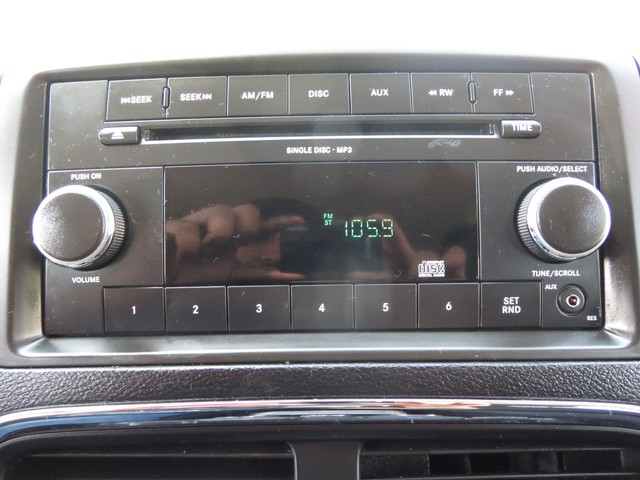 ⏮SEEK SEEK⏭ AM/FM DISC AUX ◀◀ RW FF ▶▶
TIME
SINGLE DISC · MP3
PUSH ON
PUSH AUDIO/SELECT
FM
ST
105.9
disc
VOLUME
TUNE/SCROLL
AUX
1 2 3 4 5 6 SET
RND
RES